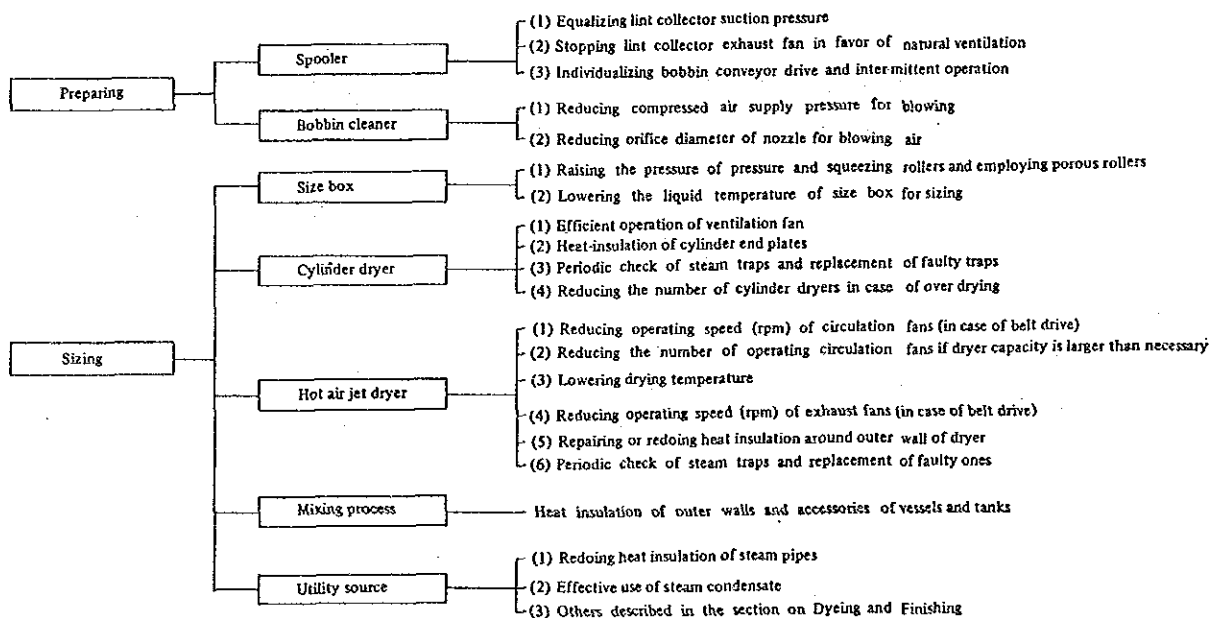 Preparing
Spooler
(1) Equalizing lint collector suction pressure
(2) Stopping lint collector exhaust fan in favor of natural ventilation
(3) Individualizing bobbin conveyor drive and inter-mittent operation
Bobbin cleaner
(1) Reducing compressed air supply pressure for blowing
(2) Reducing orifice diameter of nozzle for blowing air
Sizing
Size box
(1) Raising the pressure of pressure and squeezing rollers and employing porous rollers
(2) Lowering the liquid temperature of size box for sizing
Cylinder dryer
(1) Efficient operation of ventilation fan
(2) Heat-insulation of cylinder end plates
(3) Periodic check of steam traps and replacement of faulty traps
(4) Reducing the number of cylinder dryers in case of over drying
Hot air jet dryer
(1) Reducing operating speed (rpm) of circulation fans (in case of belt drive)
(2) Reducing the number of operating circulation fans if dryer capacity is larger than necessary
(3) Lowering drying temperature
(4) Reducing operating speed (rpm) of exhaust fans (in case of belt drive)
(5) Repairing or redoing heat insulation around outer wall of dryer
(6) Periodic check of steam traps and replacement of faulty ones
Mixing process
Heat insulation of outer walls and accessories of vessels and tanks
Utility source
(1) Redoing heat insulation of steam pipes
(2) Effective use of steam condensate
(3) Others described in the section on Dyeing and Finishing